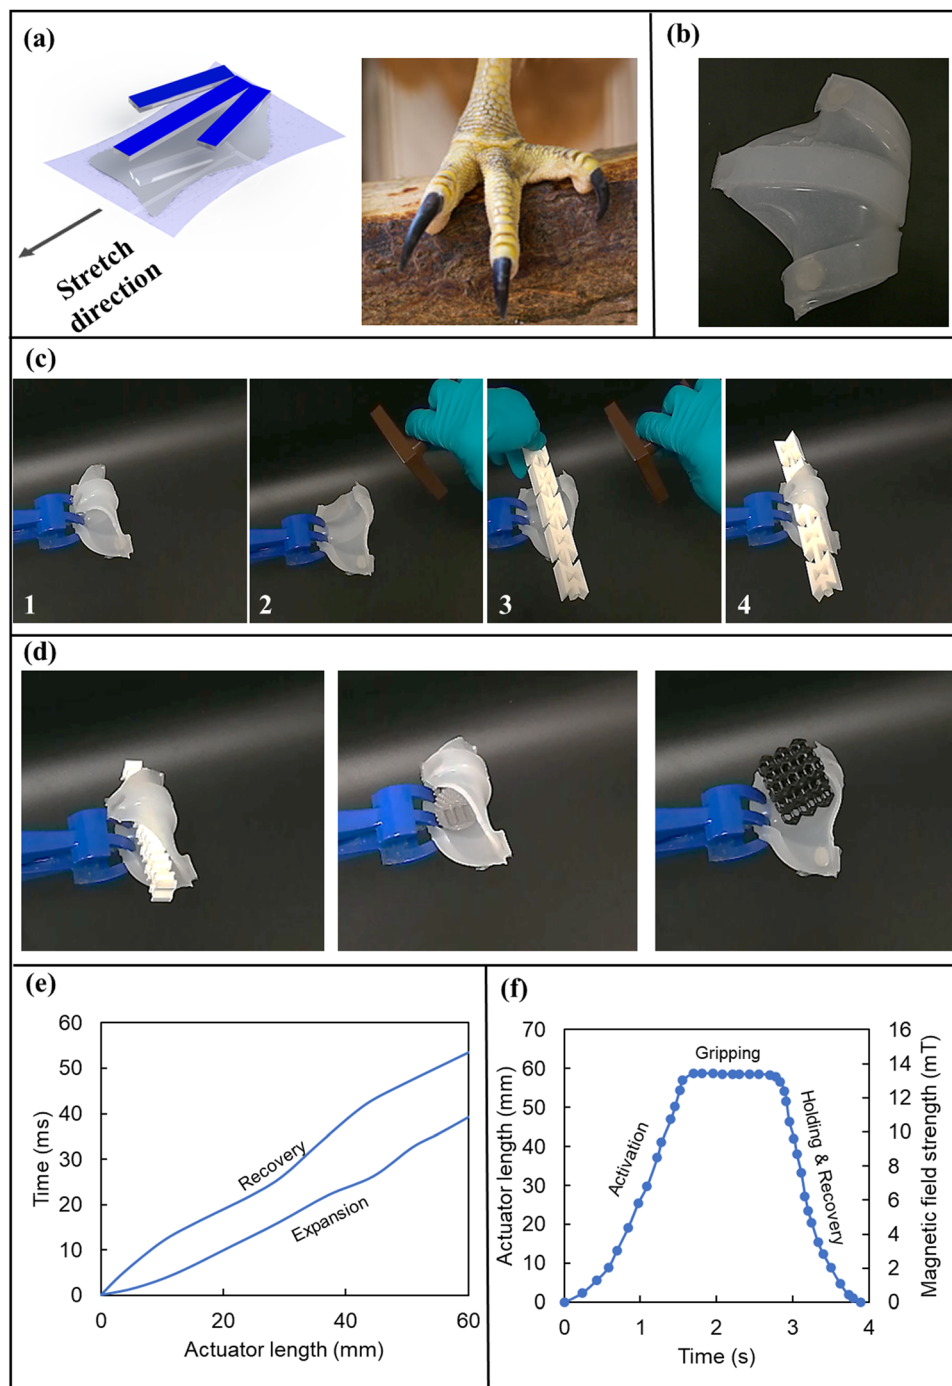 (a)
Stretch
direction
(b)
(c)
1
2
3
4
(d)
(e)
60
50
40
30
20
10
0
Time (ms)
Recovery
Expansion
0
20
40
60
Actuator length (mm)
(f)
70
60
50
40
30
20
10
0
Actuator length (mm)
Activation
Gripping
Holding & Recovery
16
14
12
10
8
6
4
2
0
Magnetic field strength (mT)
0
1
2
3
4
Time (s)